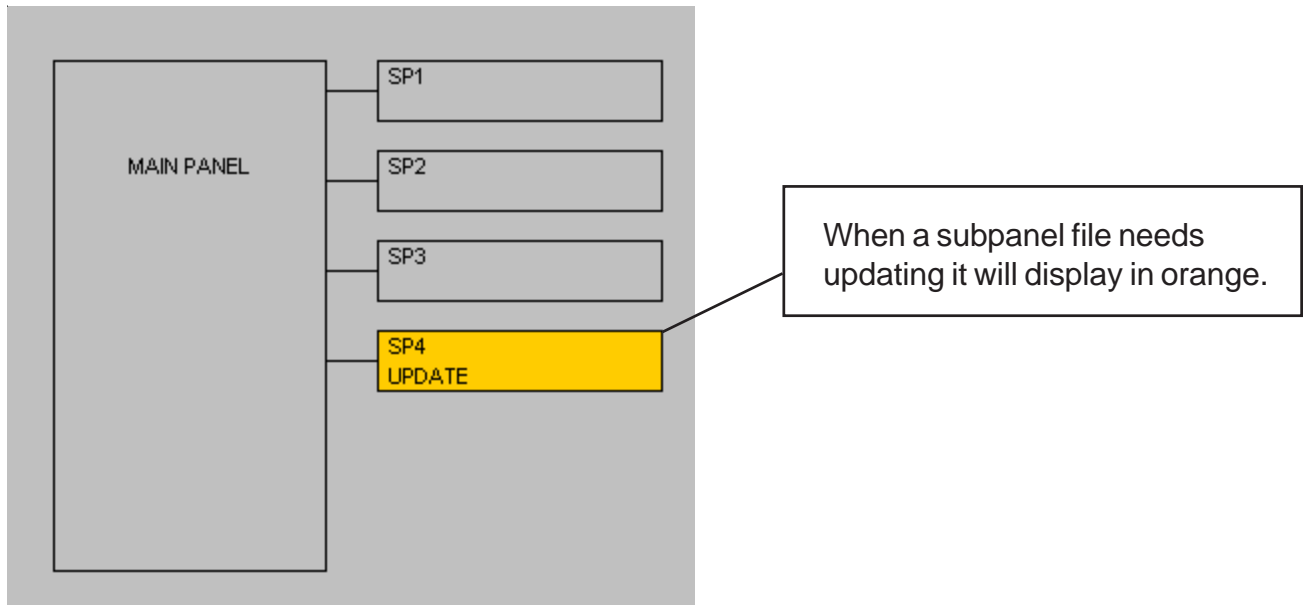 SP1
MAIN PANEL
SP2
SP3
SP4
UPDATE
When a subpanel file needs
updating it will display in orange.